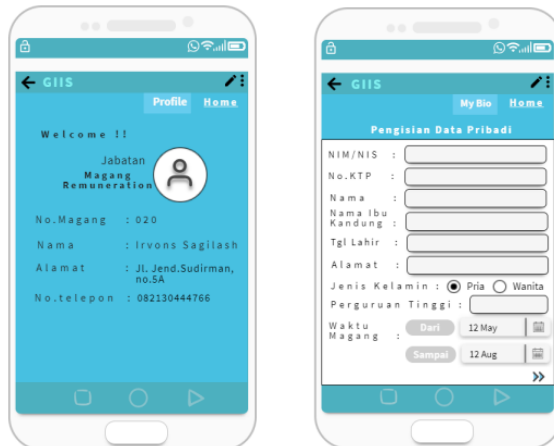 GIIS
Profile Home
Welcome !!
Jabatan
Magang
Remuneration
No.Magang : 020
Nama : Irvons Sagilash
Alamat : Jl. Jend.Sudirman,
no.5A
No.telepon : 082130444766
GIIS
My Bio Home
Pengisian Data Pribadi
NIM/NIS :
No.KTP :
Nama :
Nama Ibu
Kandung :
Tgl Lahir :
Alamat :
Jenis Kelamin : Pria Wanita
Perguruan Tinggi :
Waktu
Magang : Dari 12 May
Sampai 12 Aug